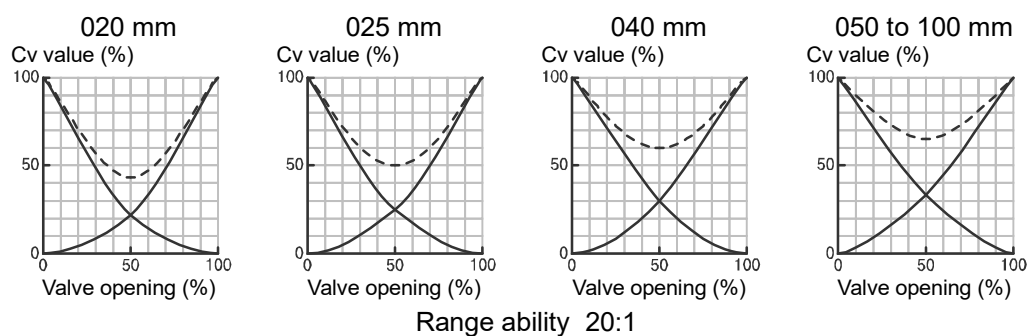 020 mm
Cv value (%)
100
50
0
0 50 100
Valve opening (%)
025 mm
Cv value (%)
100
50
0
0 50 100
Valve opening (%)
040 mm
Cv value (%)
100
50
0
0 50 100
Valve opening (%)
050 to 100 mm
Cv value (%)
100
50
0
0 50 100
Valve opening (%)
Range ability 20:1